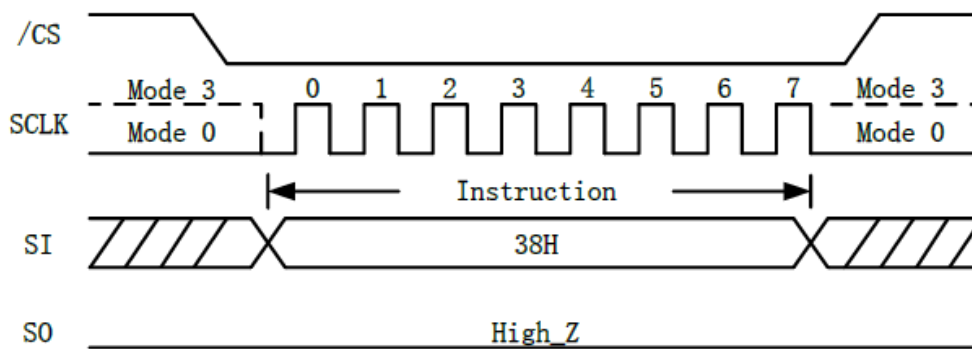 /CS
Mode 3 0 1 2 3 4 5 6 7 Mode 3
SCLK
Mode 0 Mode 0
Instruction
SI 38H
SO High_Z